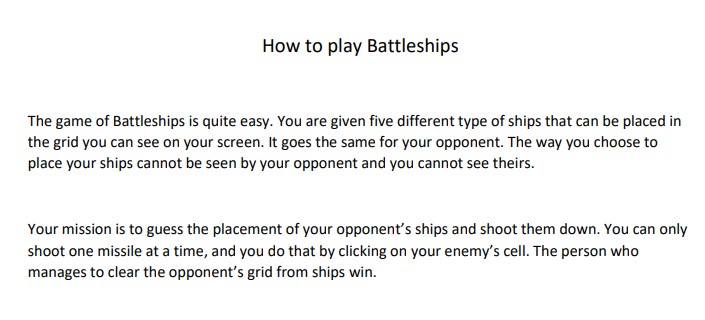 How to play Battleships
The game of Battleships is quite easy. You are given five different type of ships that can be placed in
the grid you can see on your screen. It goes the same for your opponent. The way you choose to
place your ships cannot be seen by your opponent and you cannot see theirs.
Your mission is to guess the placement of your opponent’s ships and shoot them down. You can only
shoot one missile at a time, and you do that by clicking on your enemy’s cell. The person who
manages to clear the opponent’s grid from ships win.